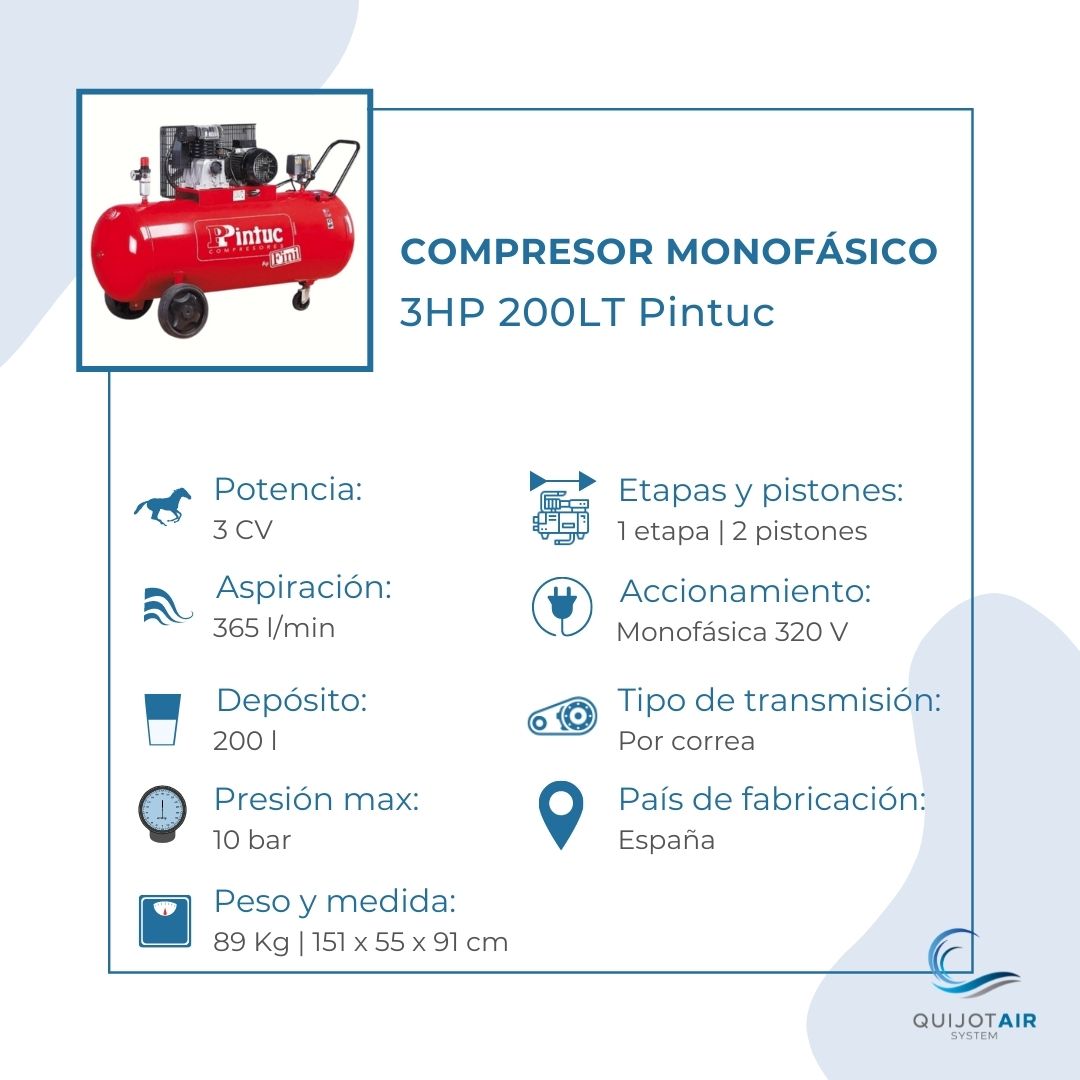 Pintuc
COMPRESORES
By Fini
COMPRESOR MONOFÁSICO
3HP 200LT Pintuc
Potencia:
3 CV
Etapas y pistones:
1 etapa | 2 pistones
Aspiración:
365 l/min
Accionamiento:
Monofásica 320 V
Depósito:
200 l
Tipo de transmisión:
Por correa
Presión max:
10 bar
País de fabricación:
España
Peso y medida:
89 Kg | 151 x 55 x 91 cm
QUIJOTAIR
SYSTEM